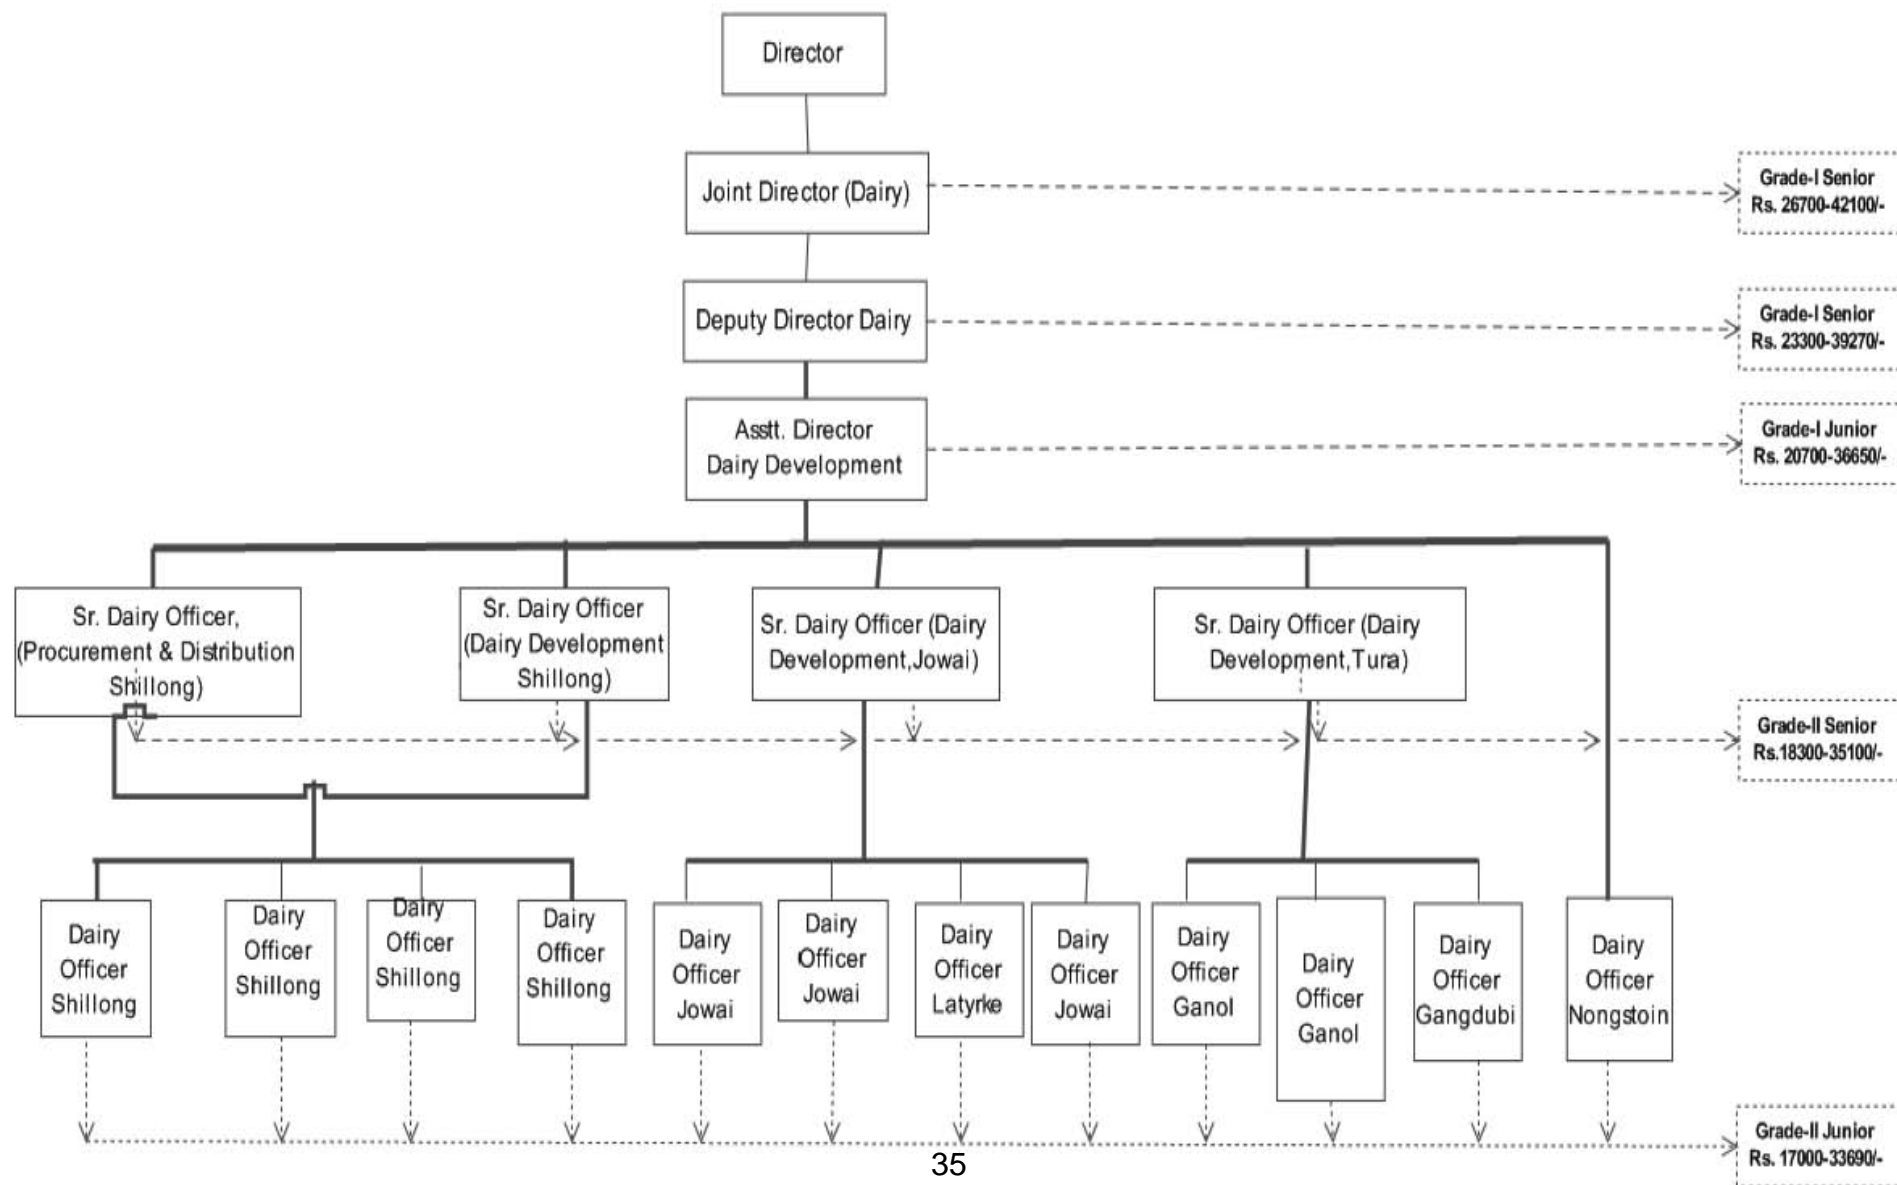 Director
Joint Director (Dairy)
Grade-I Senior
Rs. 26700-42100/-
Deputy Director Dairy
Grade-I Senior
Rs. 23300-39270/-
Asstt. Director
Dairy Development
Grade-I Junior
Rs. 20700-36650/-
Sr. Dairy Officer,
(Procurement & Distribution
Shillong)
Sr. Dairy Officer
(Dairy Development
Shillong)
Sr. Dairy Officer (Dairy
Development,Jowai)
Sr. Dairy Officer (Dairy
Development,Tura)
Grade-II Senior
Rs.18300-35100/-
Dairy
Officer
Shillong
Dairy
Officer
Shillong
Dairy
Officer
Shillong
Dairy
Officer
Shillong
Dairy
Officer
Jowai
Dairy
Officer
Jowai
Dairy
Officer
Latyrke
Dairy
Officer
Jowai
Dairy
Officer
Ganol
Dairy
Officer
Ganol
Dairy
Officer
Gangdubi
Dairy
Officer
Nongstoin
Grade-II Junior
Rs. 17000-33690/-
35